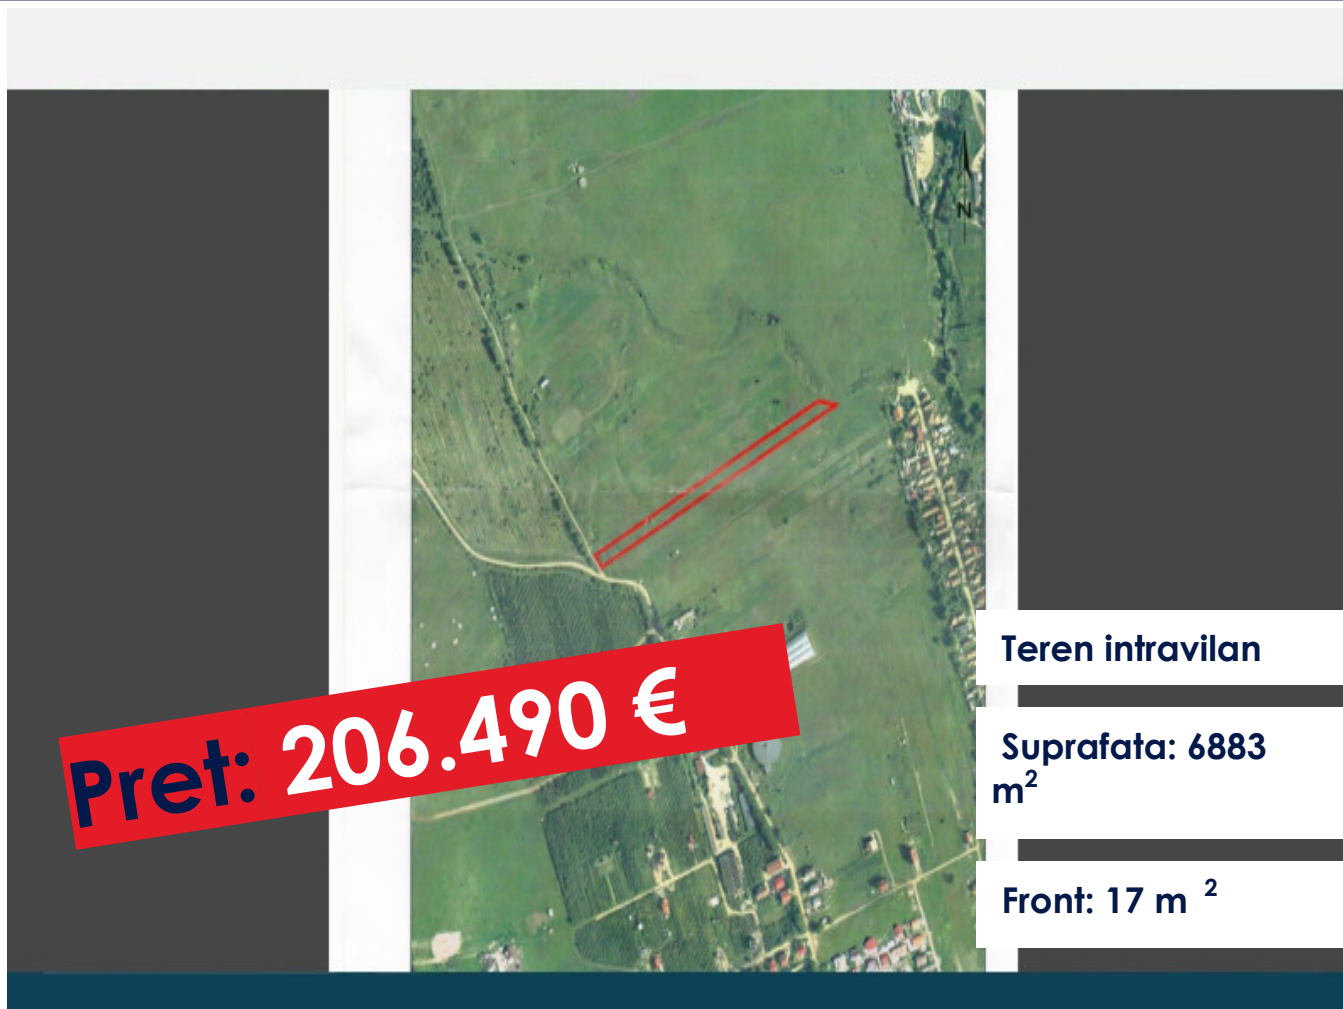 N
Teren intravilan
Pret: 206.490 €
Suprafata: 6883
m²
Front: 17 m ²